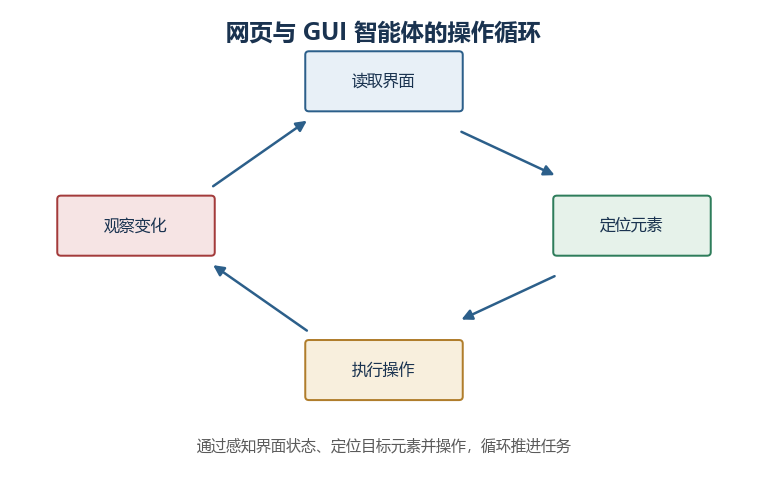 网页与 GUI 智能体的操作循环
读取界面
观察变化
定位元素
执行操作
通过感知界面状态、定位目标元素并操作，循环推进任务